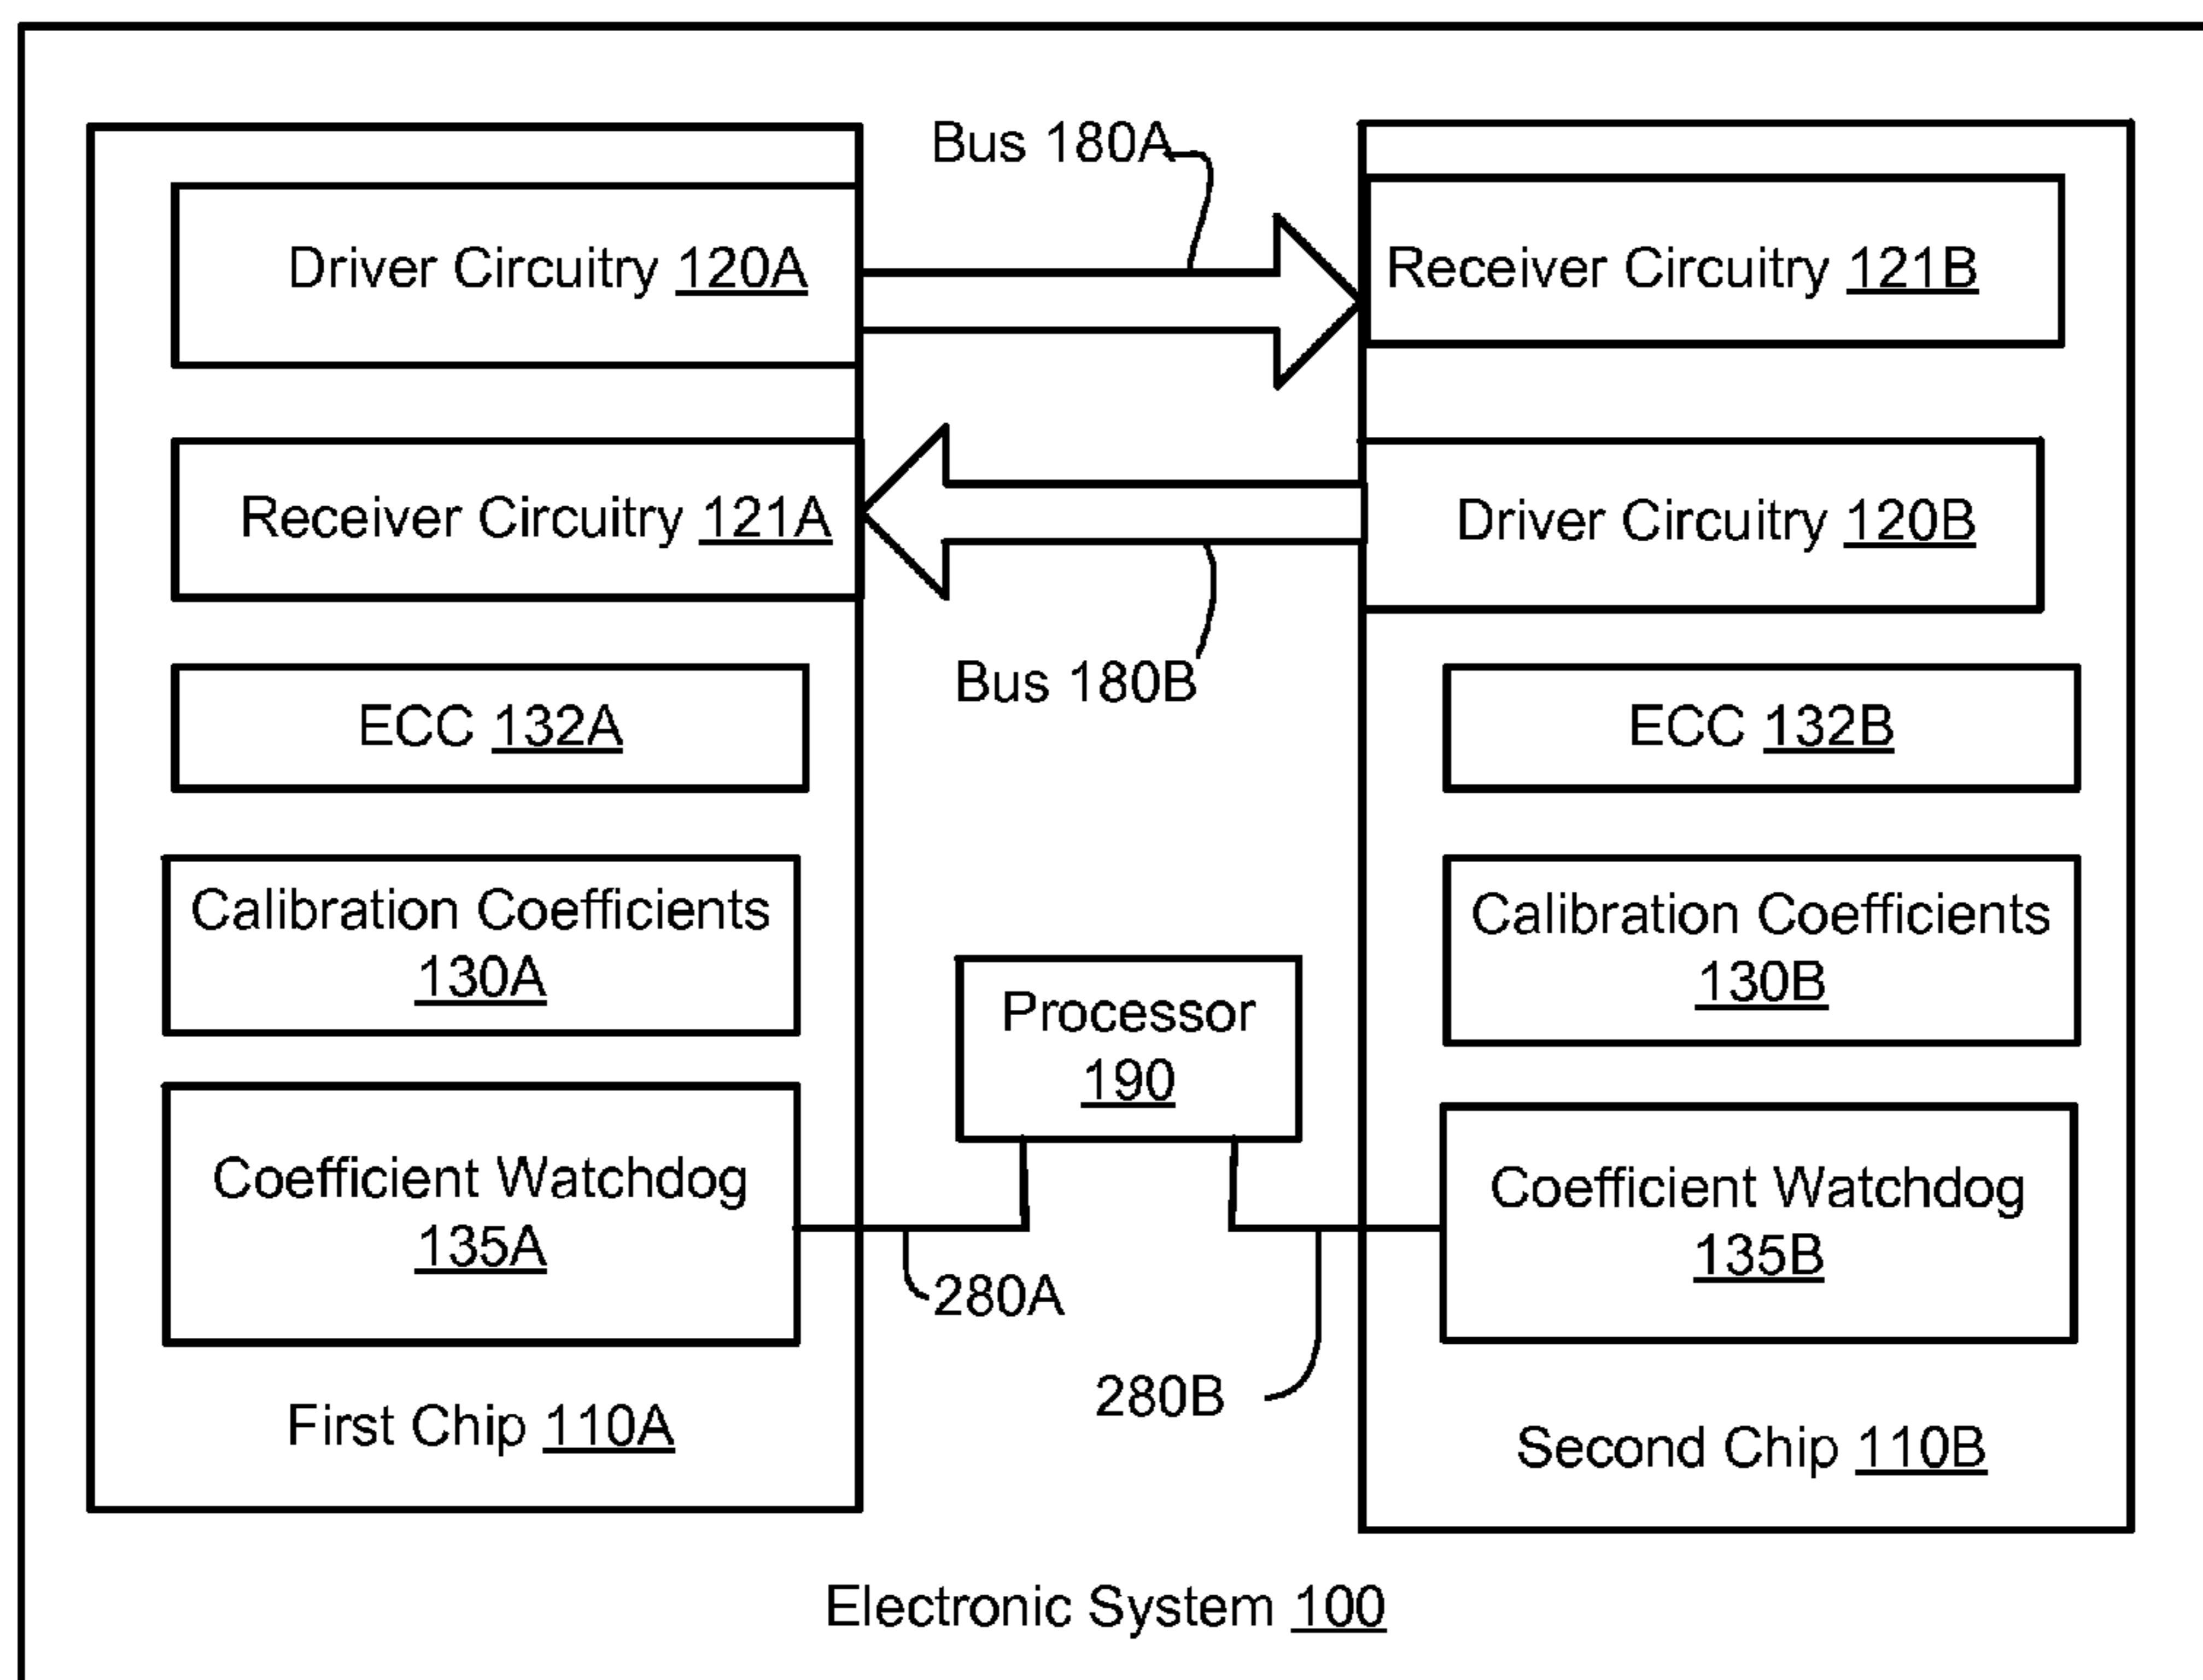 Bus 180A
Driver Circuitry 120A
Receiver Circuitry 121B
Receiver Circuitry 121A
Driver Circuitry 120B
Bus 180B
ECC 132A
ECC 132B
Calibration Coefficients
130A
Calibration Coefficients
130B
Processor
190
Coefficient Watchdog
135A
Coefficient Watchdog
135B
280A
280B
First Chip 110A
Second Chip 110B
Electronic System 100